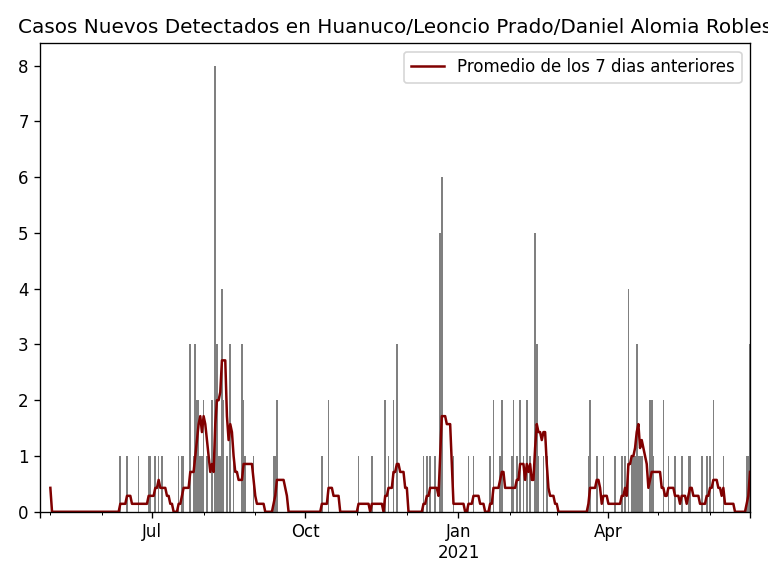 Casos Nuevos Detectados en Huanuco/Leoncio Prado/Daniel Alomia Robles
Promedio de los 7 dias anteriores
8
7
6
5
4
3
2
1
0
Jul
Oct
Jan
Apr
2021